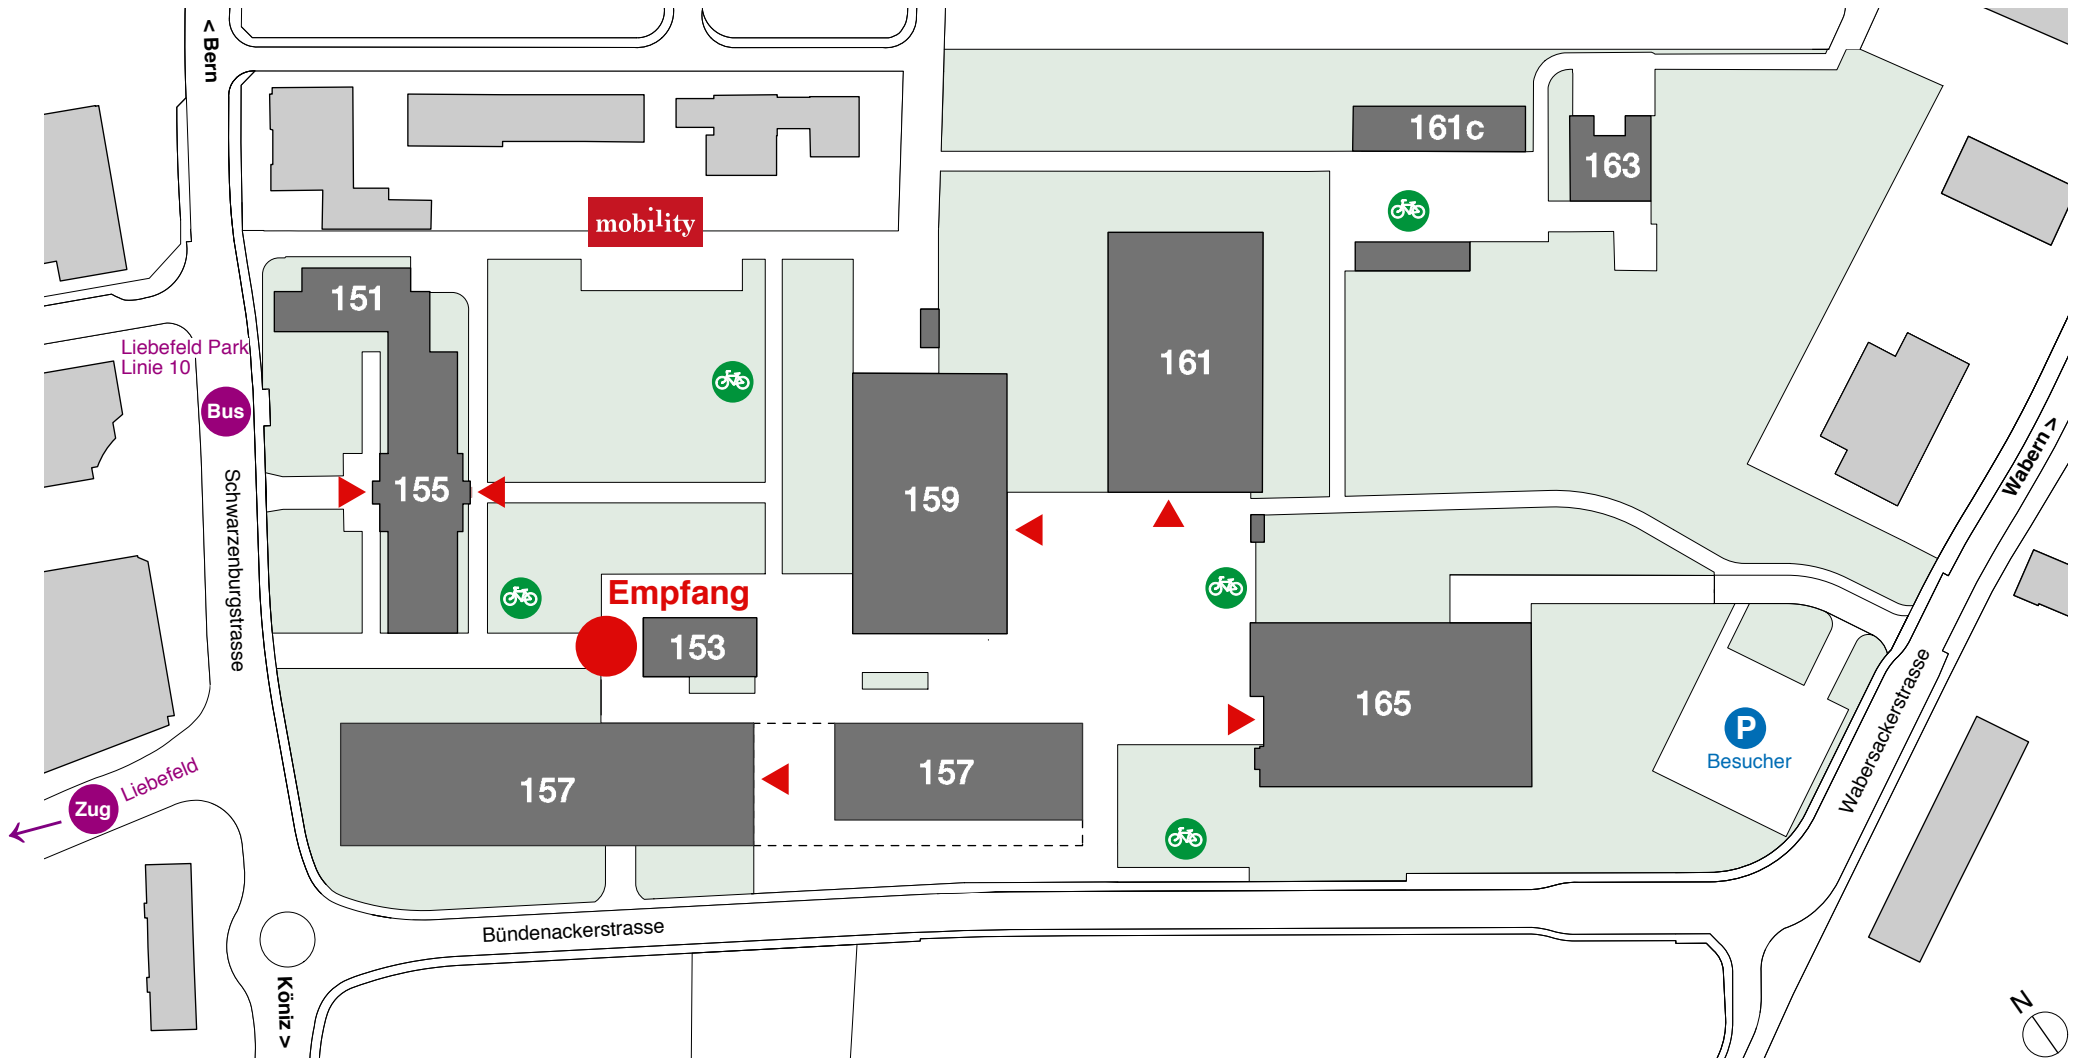 < Bern
161c
163
mobility
151
Liebefeld Park
Linie 10
161
Bus
Wabern >
155
159
Schwarzenburgstrasse
Empfang
153
165
P
Besucher
Wabersackerstrasse
157
157
Liebefeld
Zug
Bündenackerstrasse
Köniz >
N